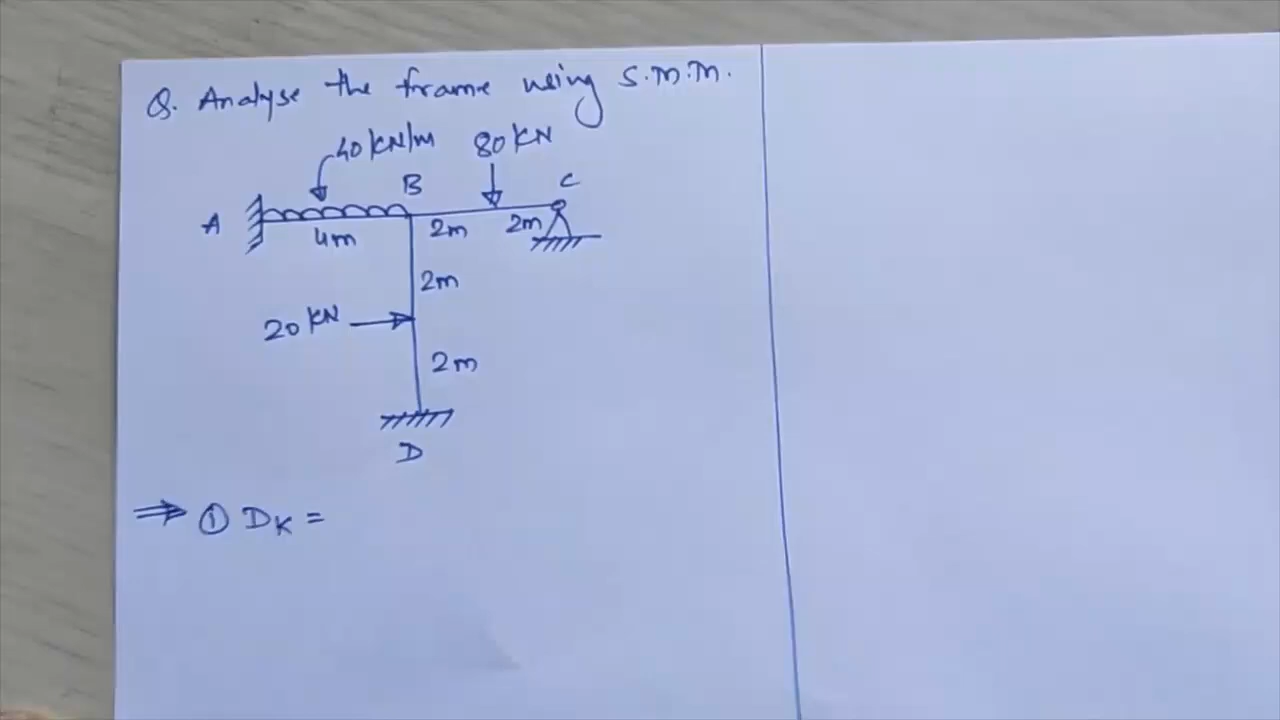 Q. Analyse the frame using S.M.M.
40 KN/m 80 KN
B C
A
4m 2m 2m
2m
20 KN
2m
D
⇒ ① DK =